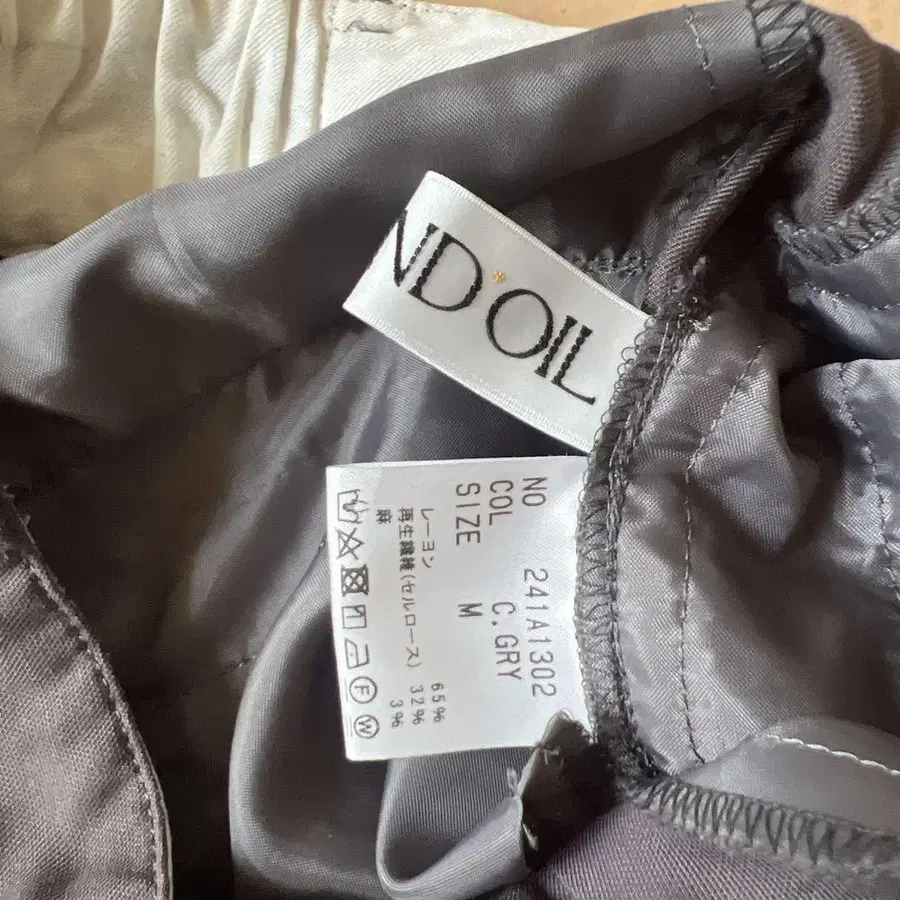 ND*OIL
NO 241A1302
COL C.GRY
SIZE M
レーヨン 65%
再生繊維(セルロース) 32%
麻 3%
F W